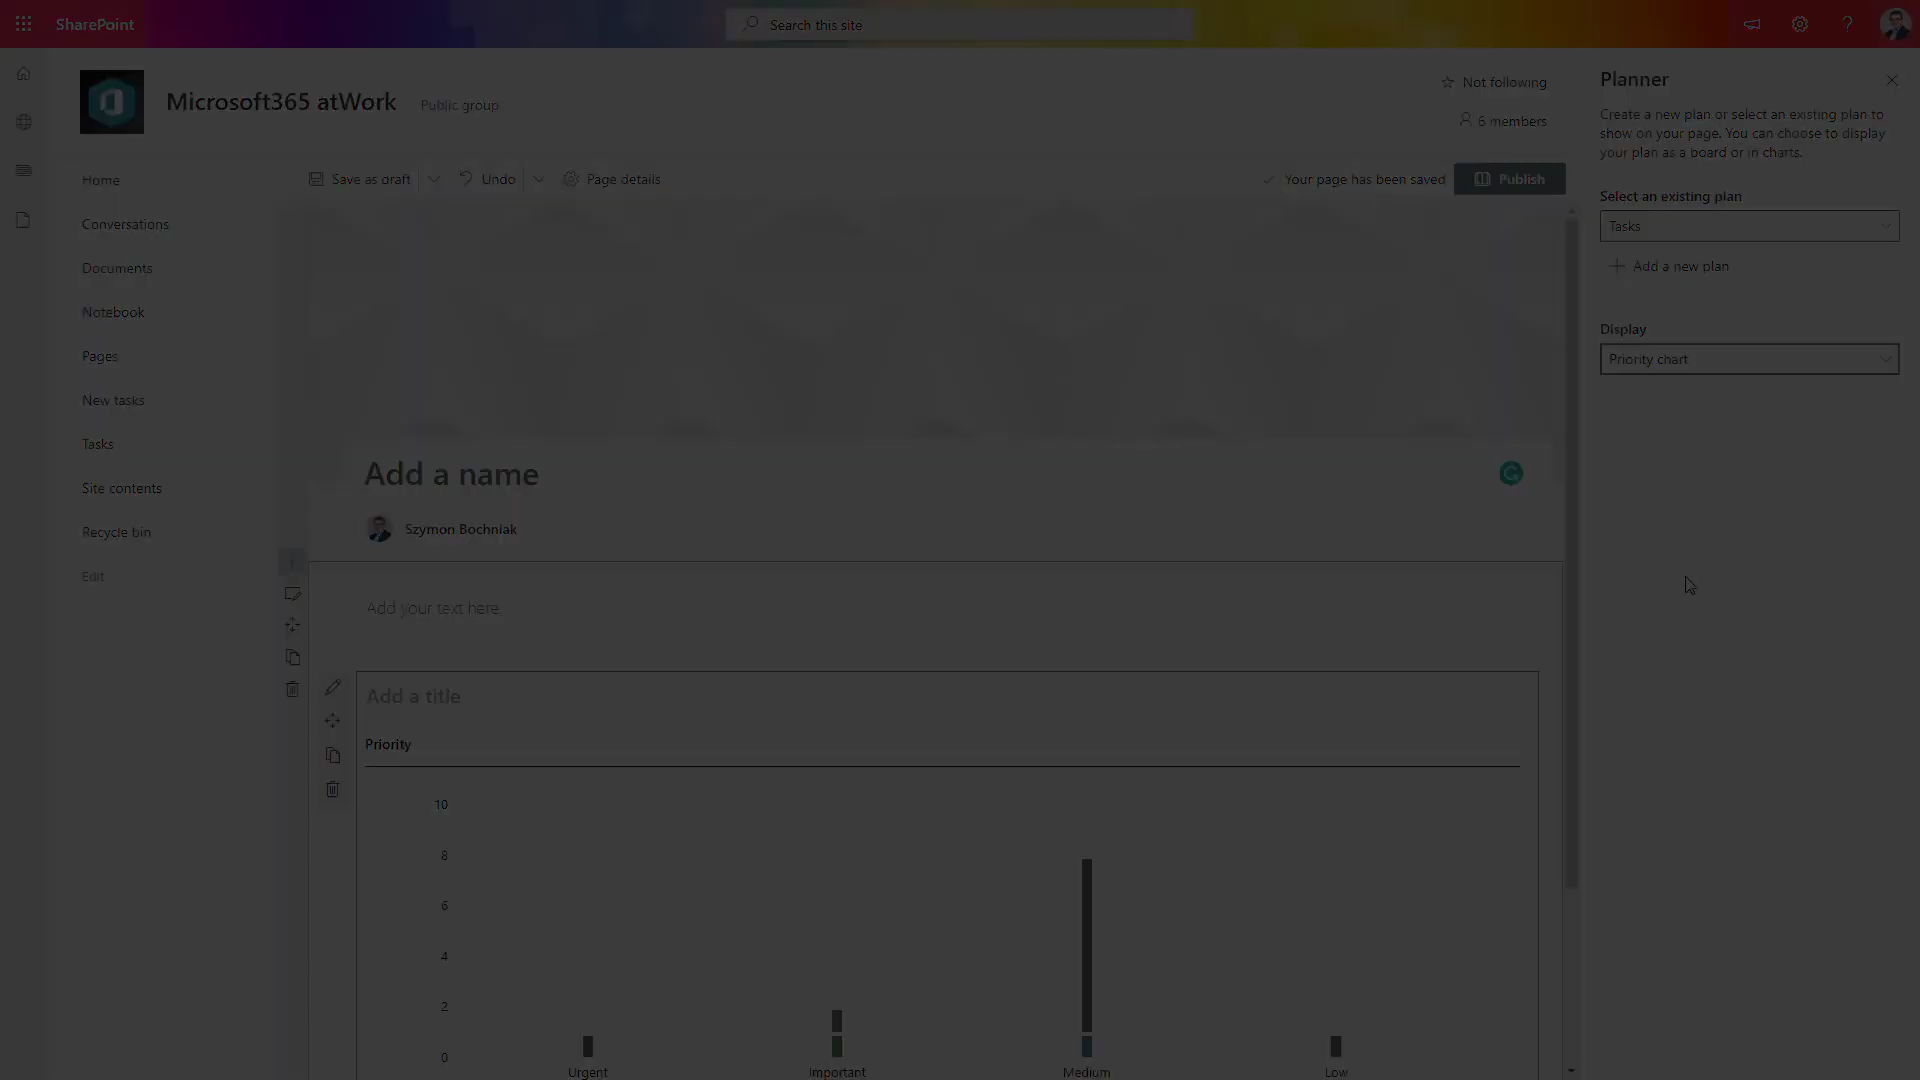 SharePoint
Search this site
?
Microsoft365 atWork
Public group
Not following
6 members
Home
Conversations
Documents
Notebook
Pages
New tasks
Tasks
Site contents
Recycle bin
Edit
Save as draft
Undo
Page details
Your page has been saved
Publish
Add a name
Szymon Bochniak
Add your text here.
Add a title
Priority
10
8
6
4
2
0
Urgent
Important
Medium
Low
Planner
Create a new plan or select an existing plan to
show on your page. You can choose to display
your plan as a board or in charts.
Select an existing plan
Tasks
Add a new plan
Display
Priority chart